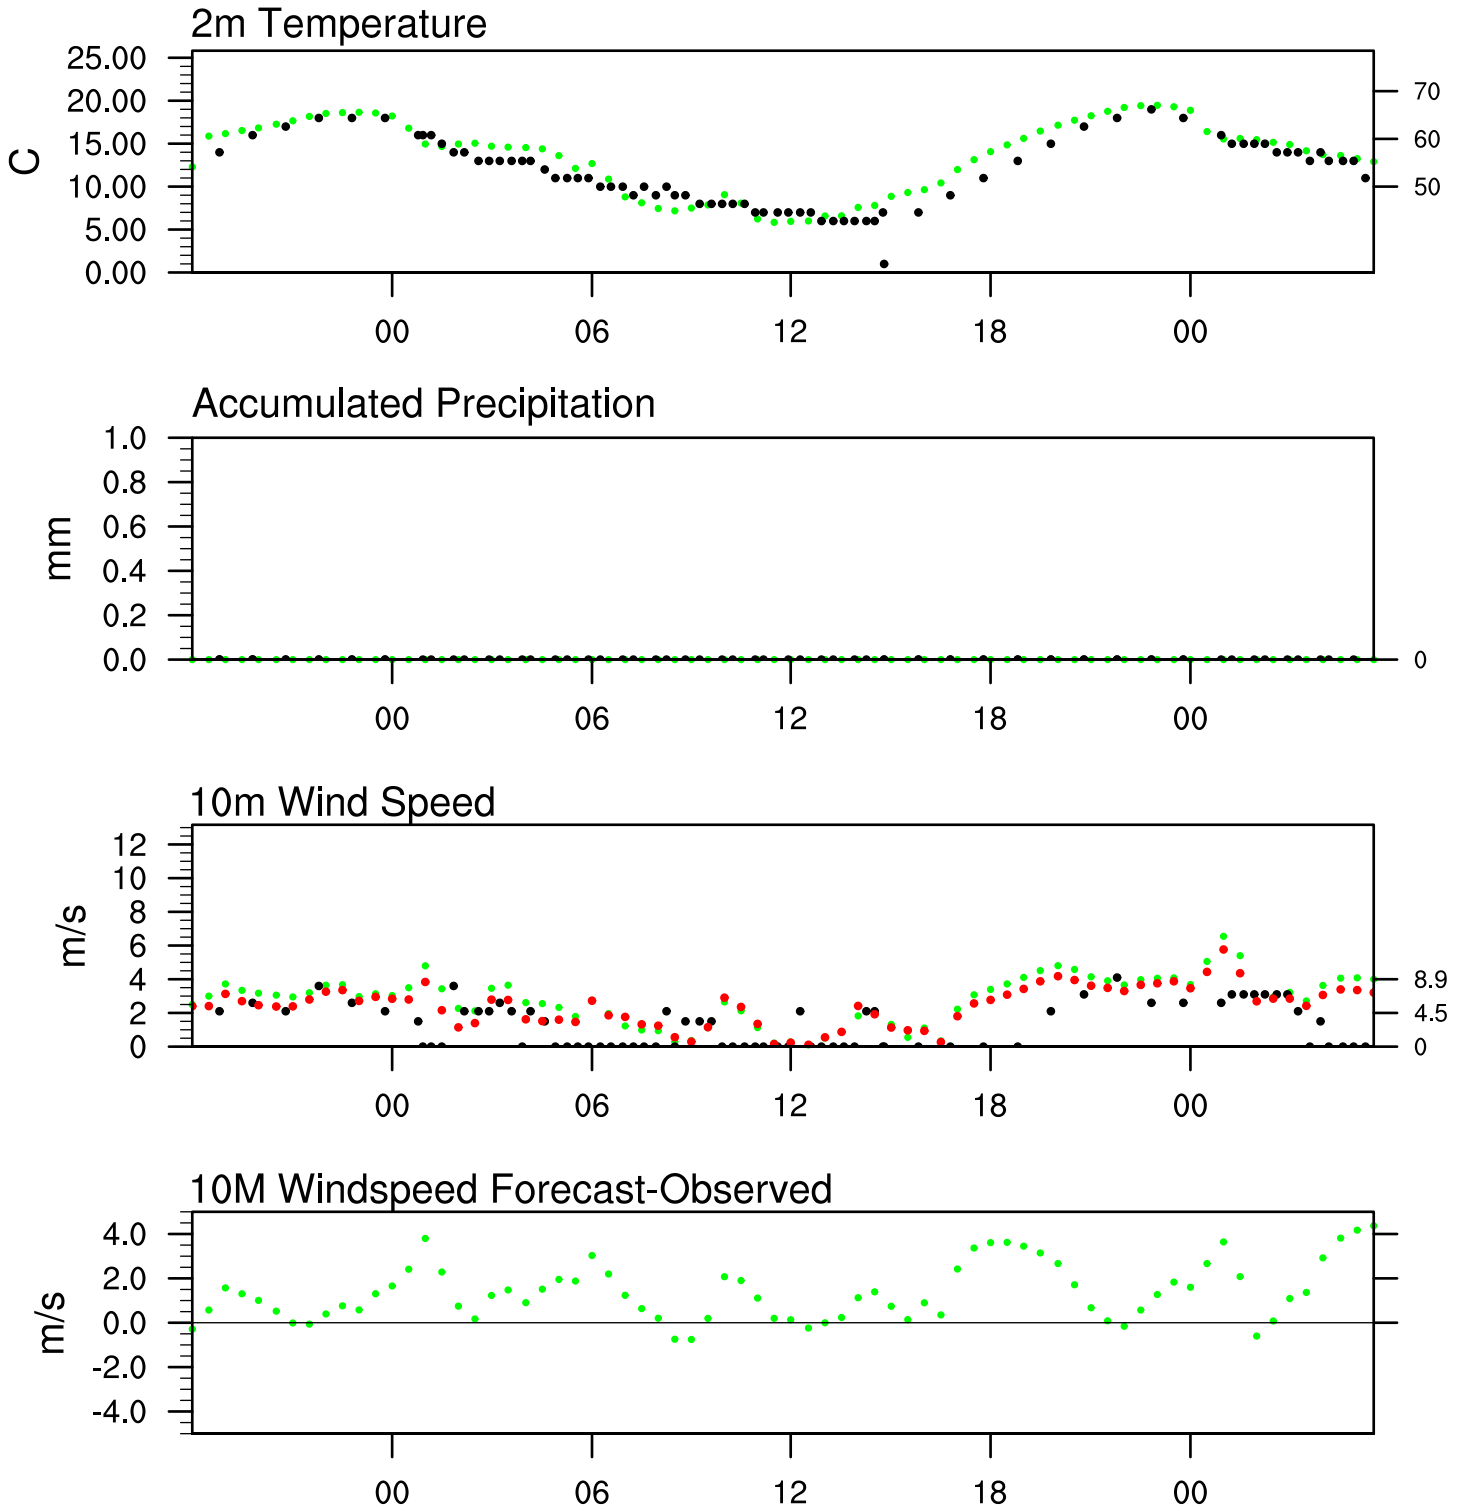 2m Temperature
25.00
20.00
15.00
10.00
5.00
0.00
C
70
60
50
00 06 12 18 00
Accumulated Precipitation
1.0
0.8
0.6
0.4
0.2
0.0
mm
0
00 06 12 18 00
10m Wind Speed
12
10
8
6
4
2
0
m/s
8.9
4.5
0
00 06 12 18 00
10M Windspeed Forecast-Observed
4.0
2.0
0.0
-2.0
-4.0
m/s
00 06 12 18 00